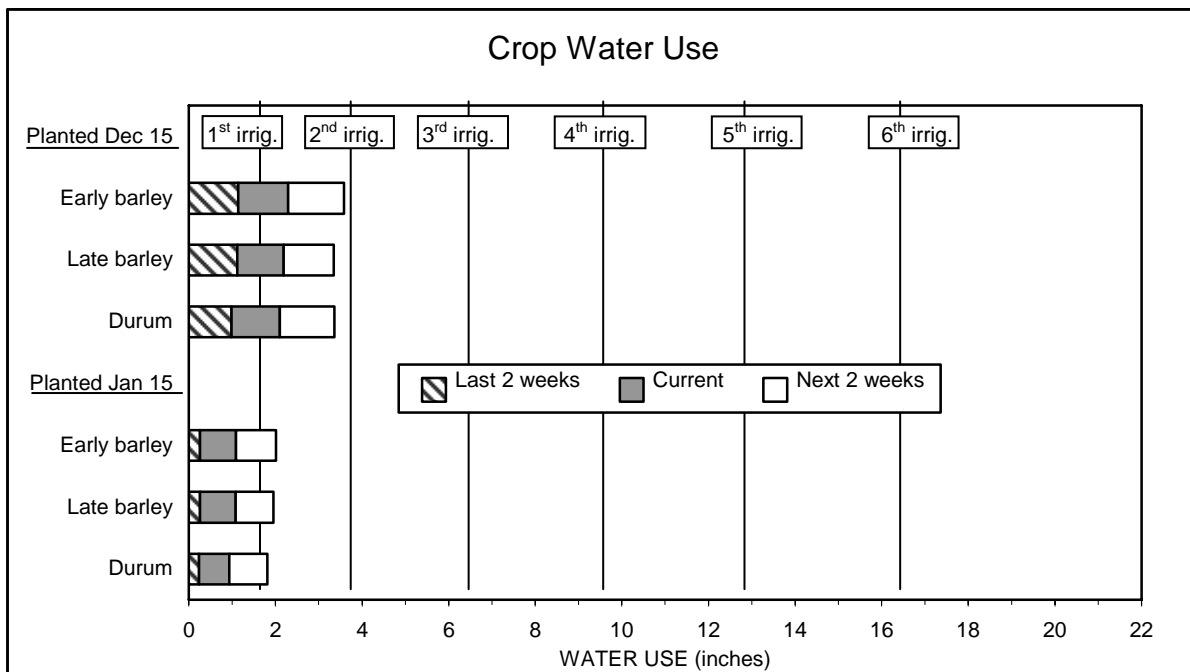 Crop Water Use
Planted Dec 15
1st irrig. 2nd irrig. 3rd irrig. 4th irrig. 5th irrig. 6th irrig.
Early barley
Late barley
Durum
Planted Jan 15
Last 2 weeks Current Next 2 weeks
Early barley
Late barley
Durum
0 2 4 6 8 10 12 14 16 18 20 22
WATER USE (inches)